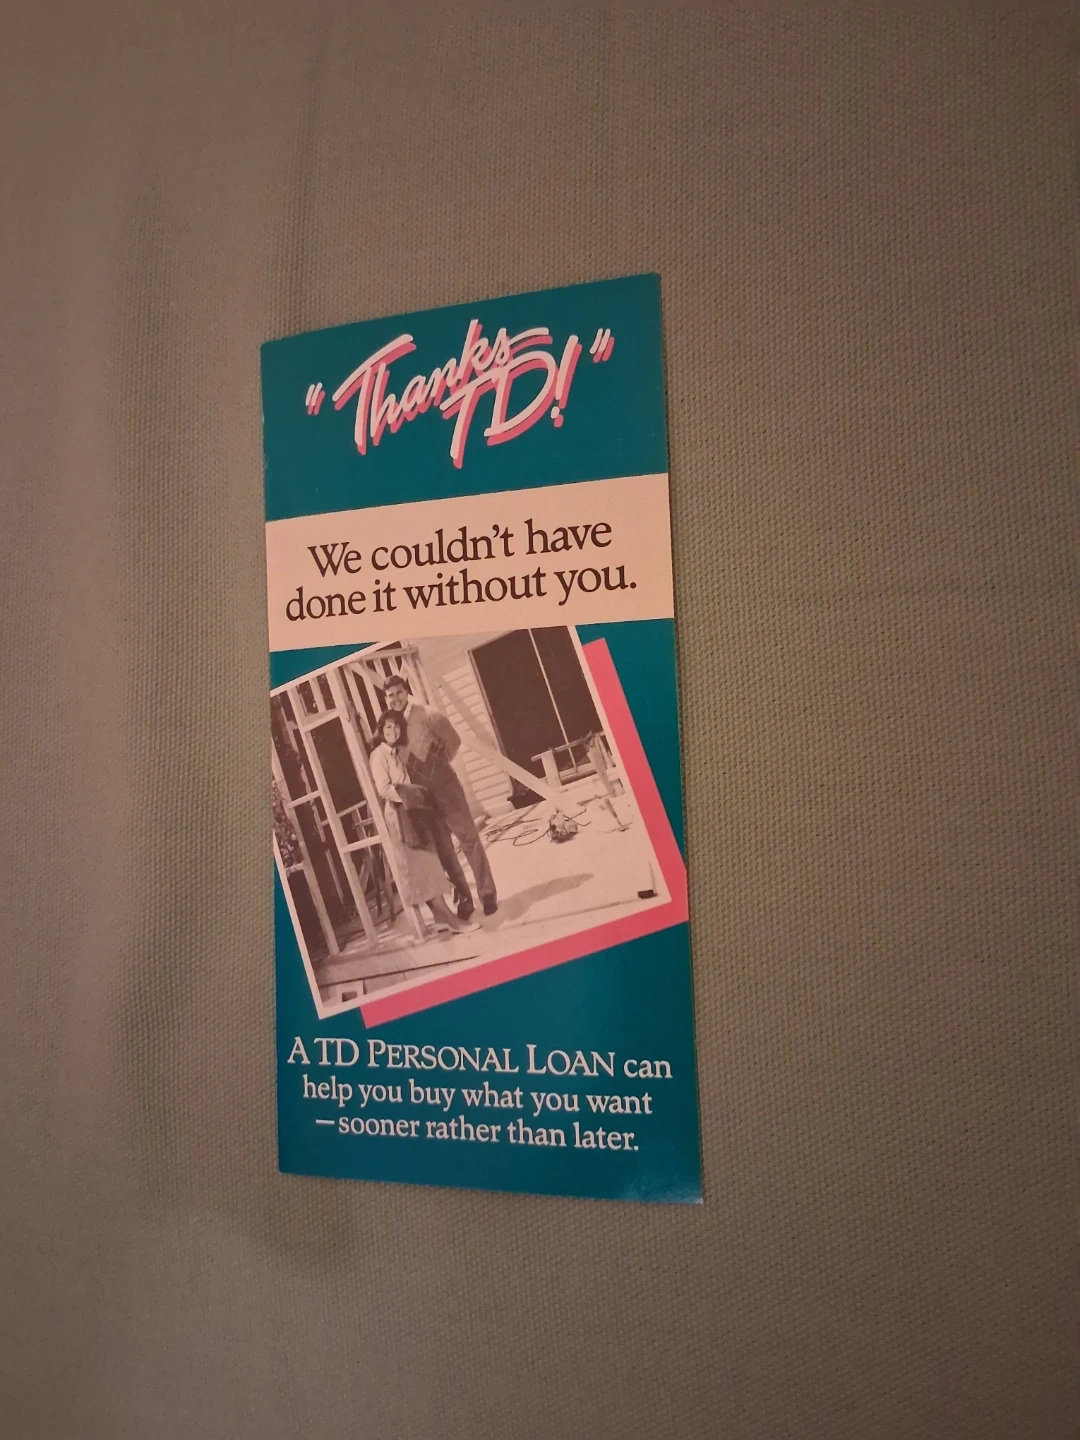 "Thanks
TD!"
We couldn't have
done it without you.
A TD PERSONAL LOAN can
help you buy what you want
—sooner rather than later.